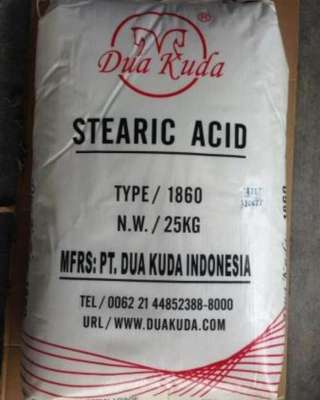 ®
Dua Kuda
STEARIC ACID
TYPE / 1860
N.W. / 25KG
MFRS: PT. DUA KUDA INDONESIA
TEL / 0062 21 44852388-8000
URL / WWW.DUAKUDA.COM